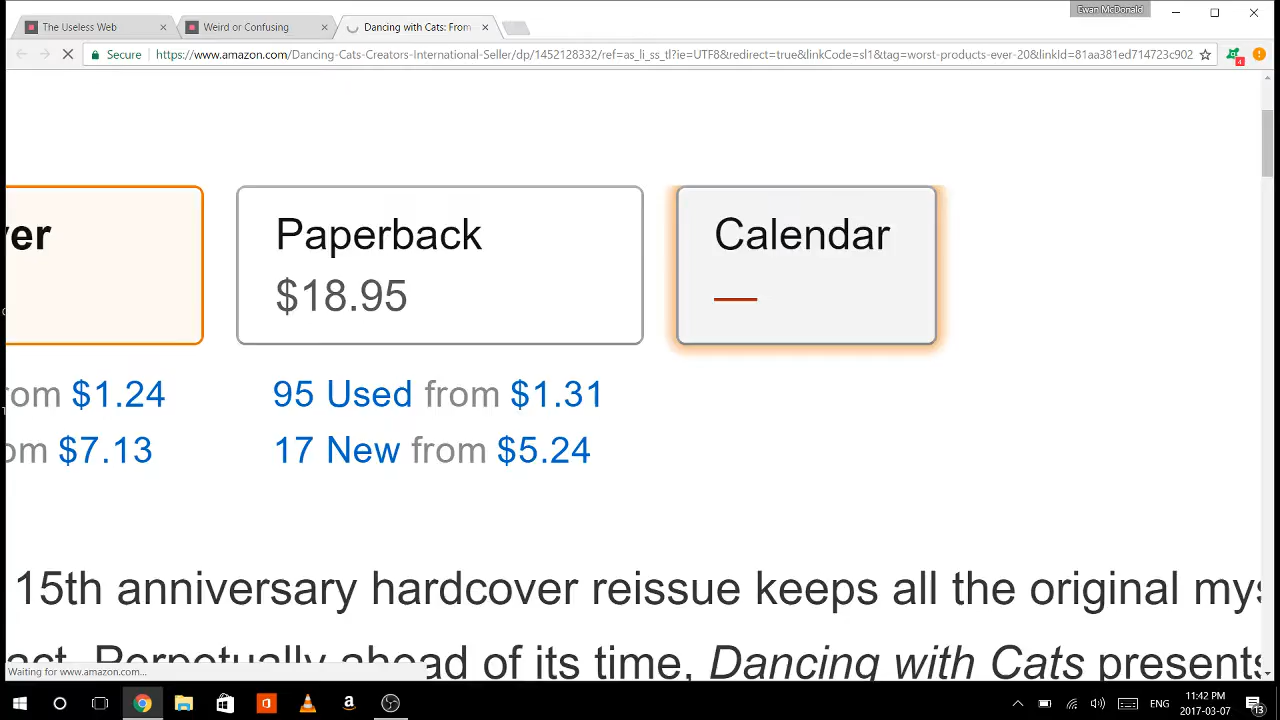 Ewan McDonald
The Useless Web
Weird or Confusing
Dancing with Cats: From
Secure
https://www.amazon.com/Dancing-Cats-Creators-International-Seller/dp/1452128332/ref=as_li_ss_tl?ie=UTF8&redirect=true&linkCode=sl1&tag=worst-products-ever-20&linkId=81aa381ed714723c902
4
ver
Paperback
$18.95
Calendar
—
rom $1.24
95 Used from $1.31
om $7.13
17 New from $5.24
15th anniversary hardcover reissue keeps all the original mys
act. Perpetually ahead of its time, Dancing with Cats presents
Waiting for www.amazon.com...
ENG
11:42 PM
2017-03-07
13